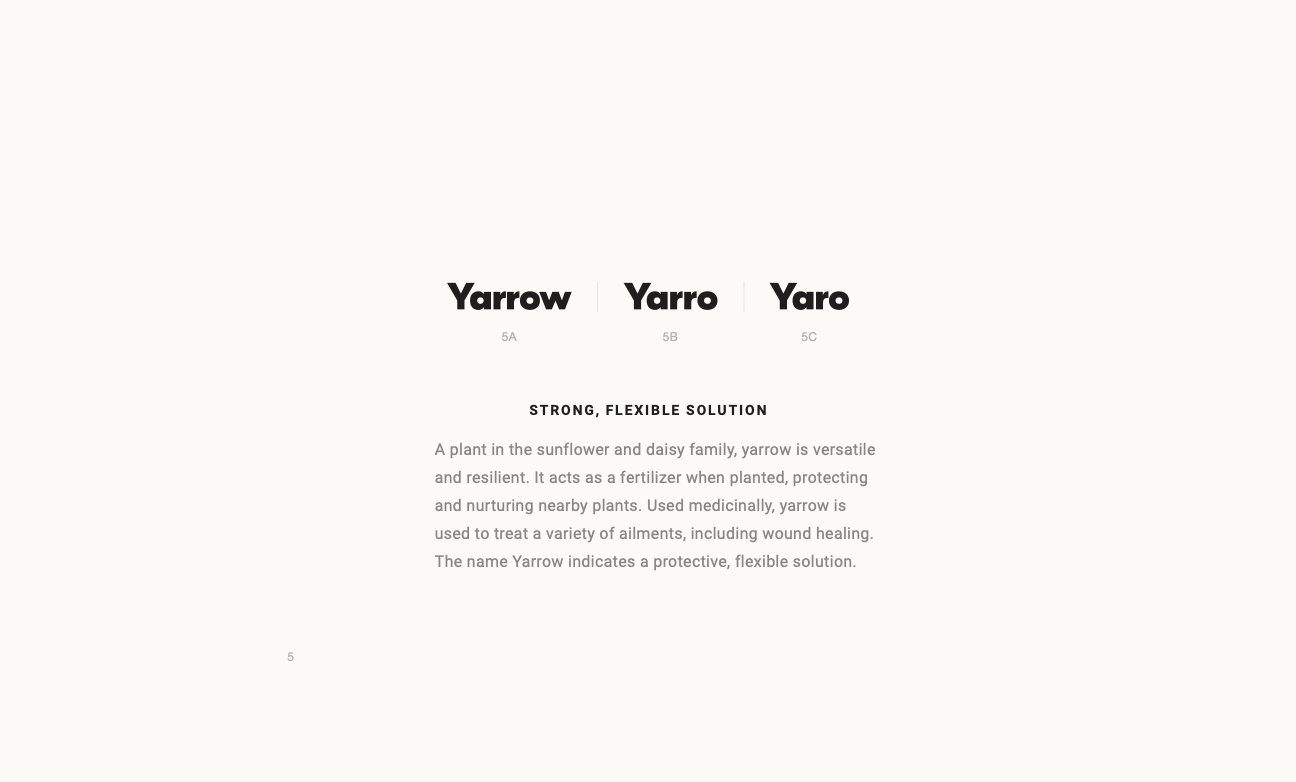 Yarrow Yarro Yaro
5A 5B 5C
STRONG, FLEXIBLE SOLUTION
A plant in the sunflower and daisy family, yarrow is versatile
and resilient. It acts as a fertilizer when planted, protecting
and nurturing nearby plants. Used medicinally, yarrow is
used to treat a variety of ailments, including wound healing.
The name Yarrow indicates a protective, flexible solution.
5